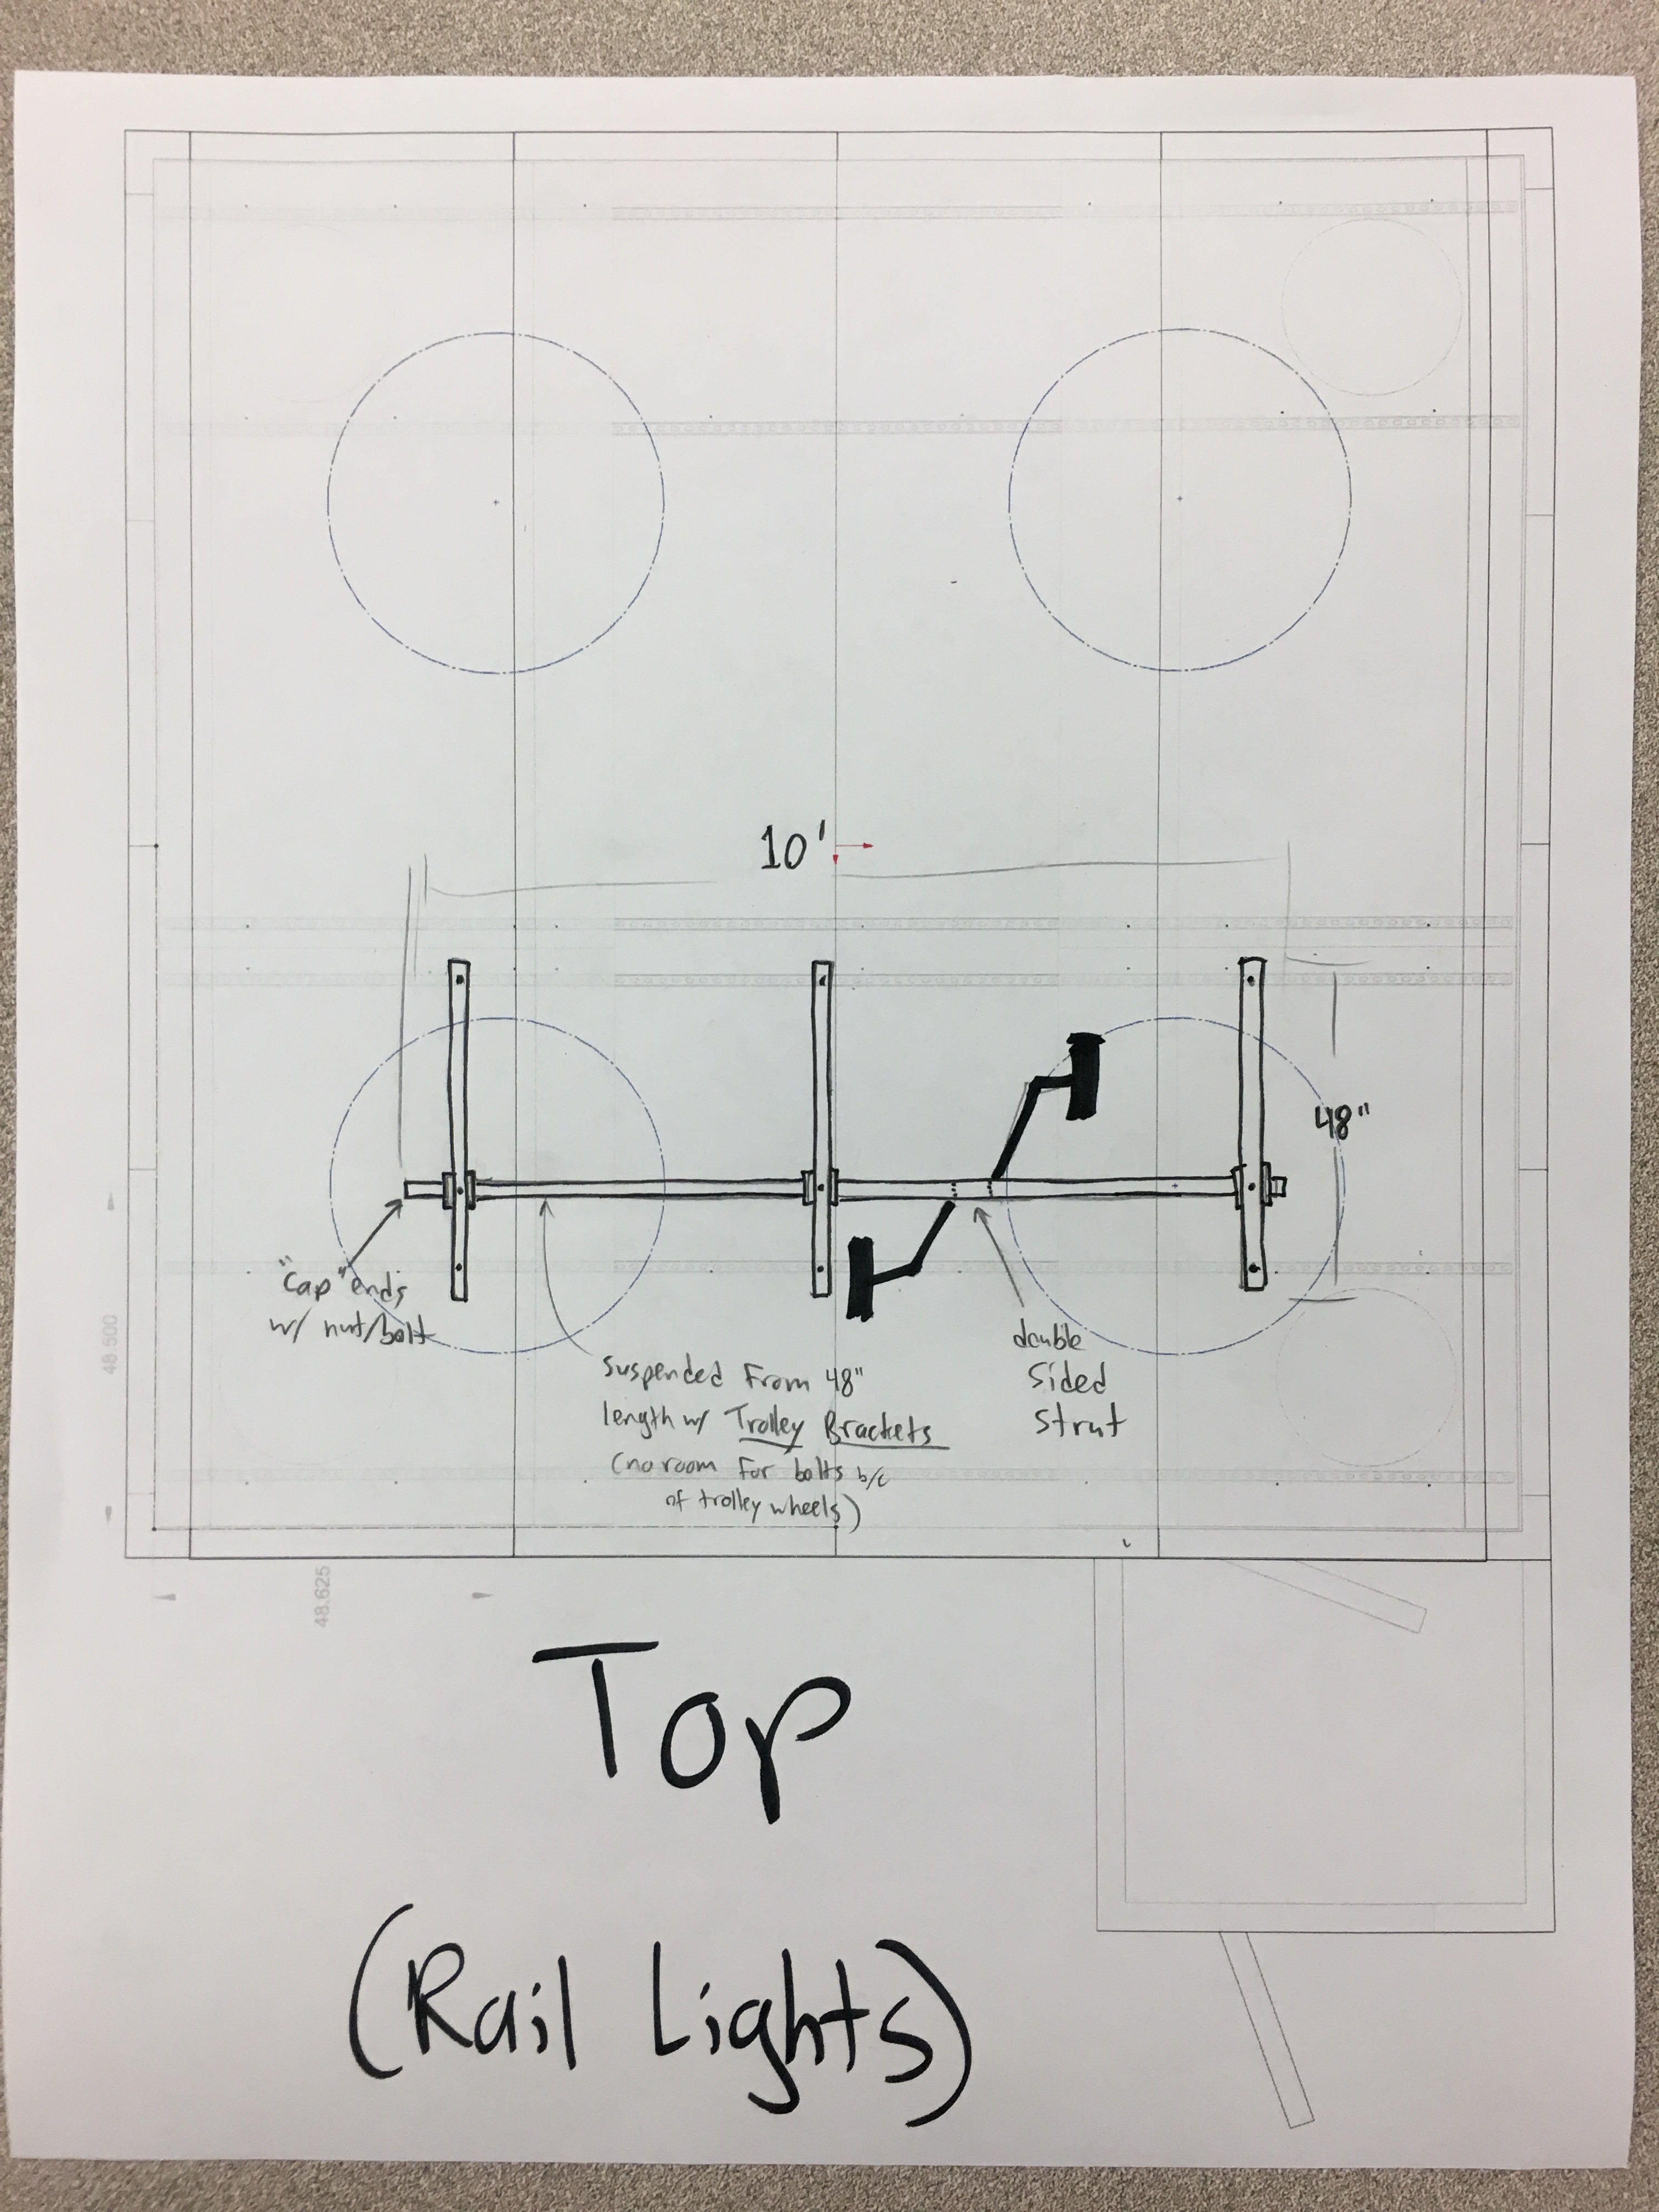 TOP
(Rail Lights)
48.500
48.625
"Cap" ends
w/ nut/bolt
Suspended From 48"
length w/ Trolley Brackets
(no room for bolts b/c
of trolley wheels)
double
sided
strut
10'
48"